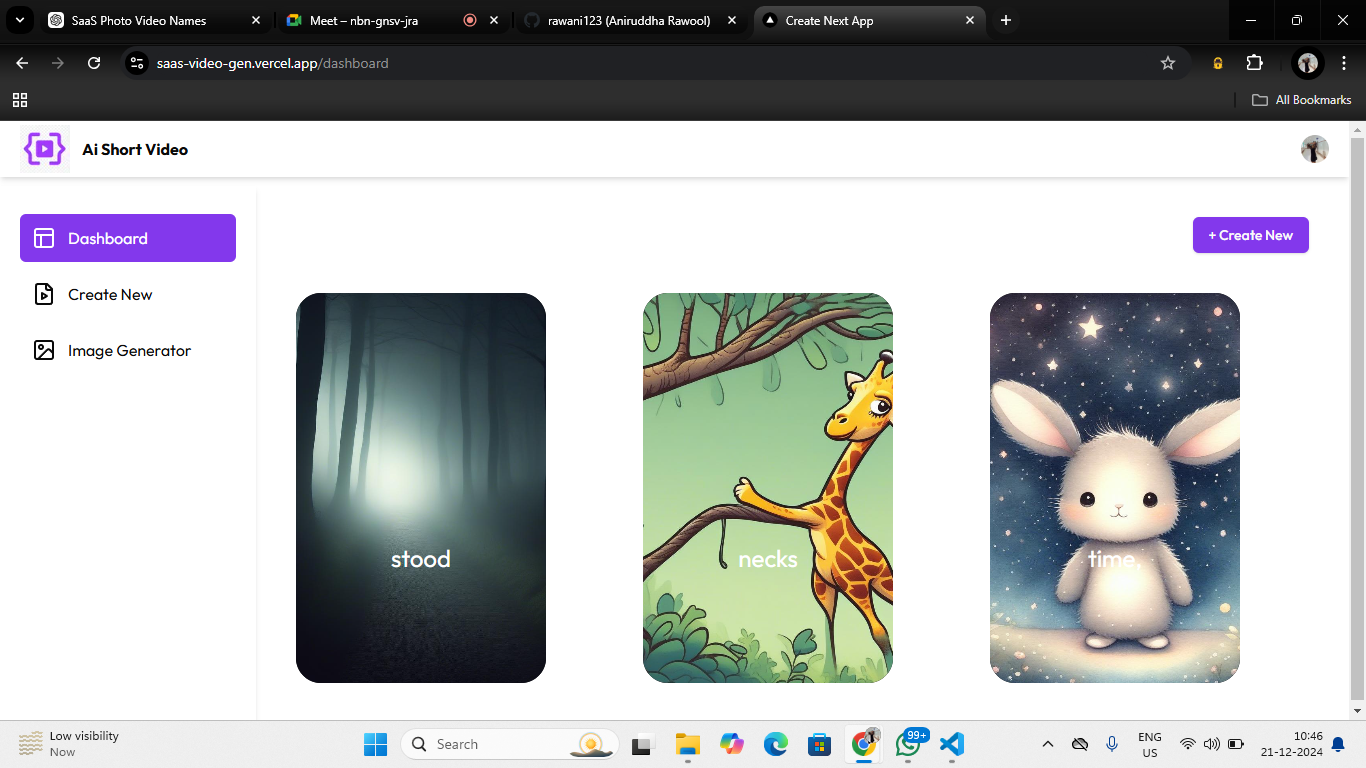 SaaS Photo Video Names
Meet – nbn-gnsv-jra
rawani123 (Aniruddha Rawool)
Create Next App
saas-video-gen.vercel.app/dashboard
All Bookmarks
Ai Short Video
Dashboard
+ Create New
Create New
Image Generator
stood
necks
time,
Low visibility
Now
Search
99+
ENG
US
10:46
21-12-2024